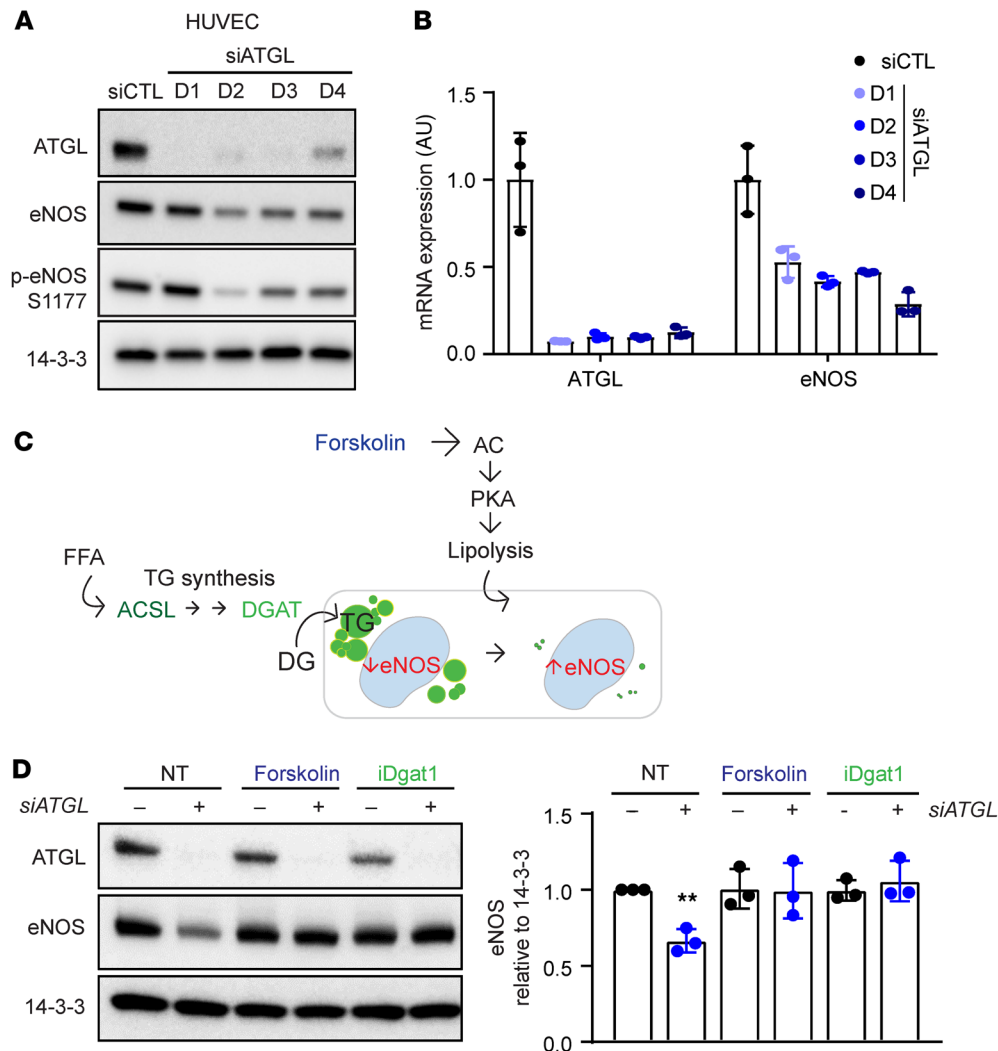 A
HUVEC
siATGL
siCTL D1 D2 D3 D4
ATGL
eNOS
p-eNOS
S1177
14-3-3
B
siCTL
D1
D2
D3
D4
siATGL
mRNA expression (AU)
1.5
1.0
0.5
0.0
ATGL eNOS
C
Forskolin AC
PKA
Lipolysis
FFA
TG synthesis
ACSL DGAT
TG
DG
↓eNOS
↑eNOS
D
NT Forskolin iDgat1
siATGL – + – + – +
ATGL
eNOS
14-3-3
NT Forskolin iDgat1
– + – + - + siATGL
eNOS
relative to 14-3-3
1.5
1.0
0.5
0.0
**